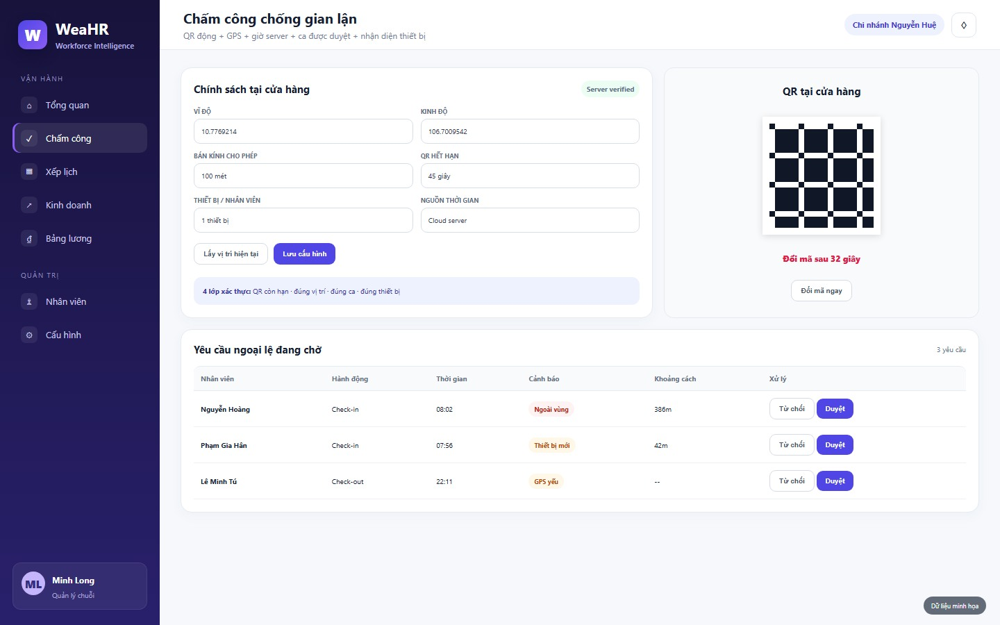 W
WeaHR
Workforce Intelligence
VẬN HÀNH
Tổng quan
✓ Chấm công
Xếp lịch
Kinh doanh
₫ Bảng lương
QUẢN TRỊ
Nhân viên
Cấu hình
ML
Minh Long
Quản lý chuỗi
Chấm công chống gian lận
QR động + GPS + giờ server + ca được duyệt + nhận diện thiết bị
Chi nhánh Nguyễn Huệ
Chính sách tại cửa hàng
Server verified
VĨ ĐỘ
KINH ĐỘ
10.7769214
106.7009542
BÁN KÍNH CHO PHÉP
QR HẾT HẠN
100 mét
45 giây
THIẾT BỊ / NHÂN VIÊN
NGUỒN THỜI GIAN
1 thiết bị
Cloud server
Lấy vị trí hiện tại
Lưu cấu hình
4 lớp xác thực: QR còn hạn · đúng vị trí · đúng ca · đúng thiết bị
QR tại cửa hàng
Đổi mã sau 32 giây
Đổi mã ngay
Yêu cầu ngoại lệ đang chờ
3 yêu cầu
Nhân viên Hành động Thời gian Cảnh báo Khoảng cách Xử lý
Nguyễn Hoàng Check-in 08:02 Ngoài vùng 386m Từ chối Duyệt
Phạm Gia Hân Check-in 07:56 Thiết bị mới 42m Từ chối Duyệt
Lê Minh Tú Check-out 22:11 GPS yếu -- Từ chối Duyệt
Dữ liệu minh họa